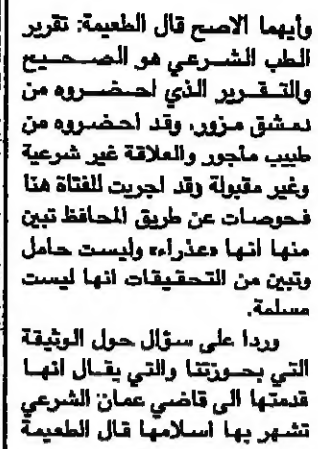 وأيهما الاصح قال الطعيمة: تقرير
الطب الشرعي هو الصحيح
والتقرير الذي احضروه من
دمشق مزور، وقد احضروه من
طبيب مأجور والعلاقة غير شرعية
وغير مقبولة وقد اجريت للفتاة هنا
فحوصات عن طريق المحافظ تبين
منها انها «عذراء» وليست حامل
وتبين من التحقيقات انها ليست
مسلمة.
وردا على سؤال حول الوثيقة
التي بحوزتنا والتي يقال انها
قدمتها الى قاضي عمان الشرعي
تشهر بها اسلامها قال الطعيمة